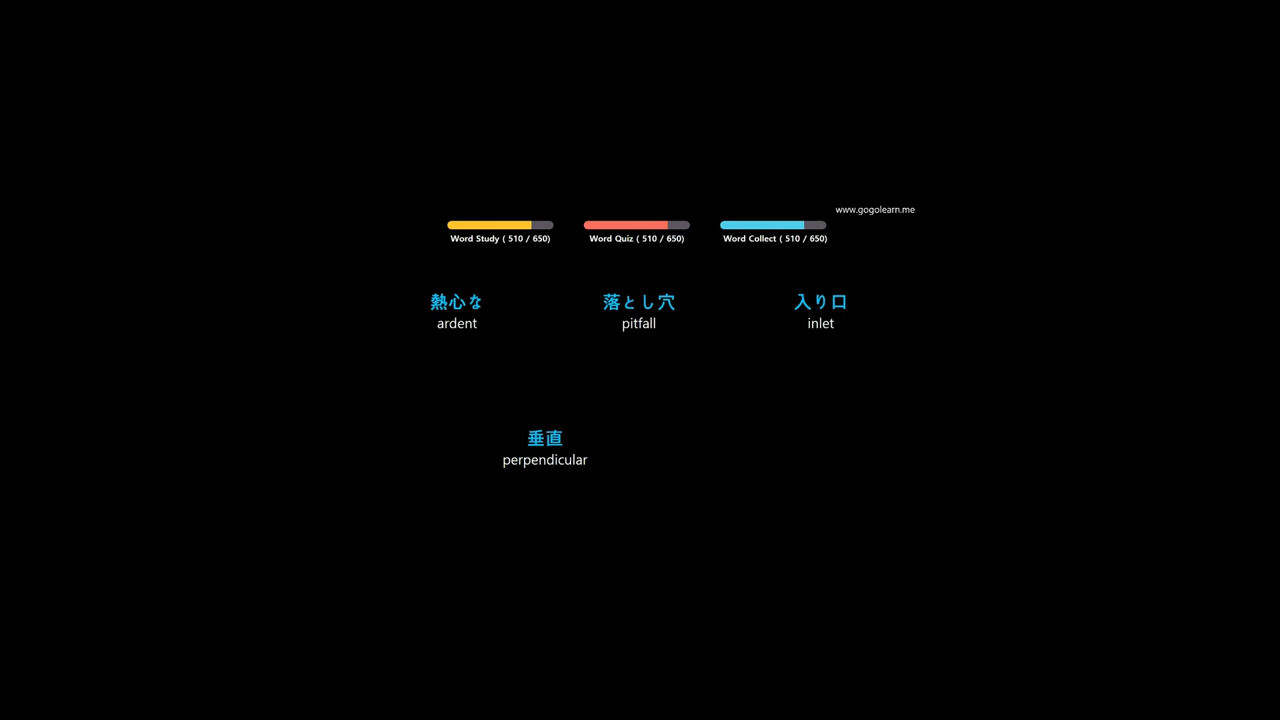 www.gogolearn.me
Word Study ( 510 / 650)
Word Quiz ( 510 / 650)
Word Collect ( 510 / 650)
熱心な
ardent
落とし穴
pitfall
入り口
inlet
垂直
perpendicular